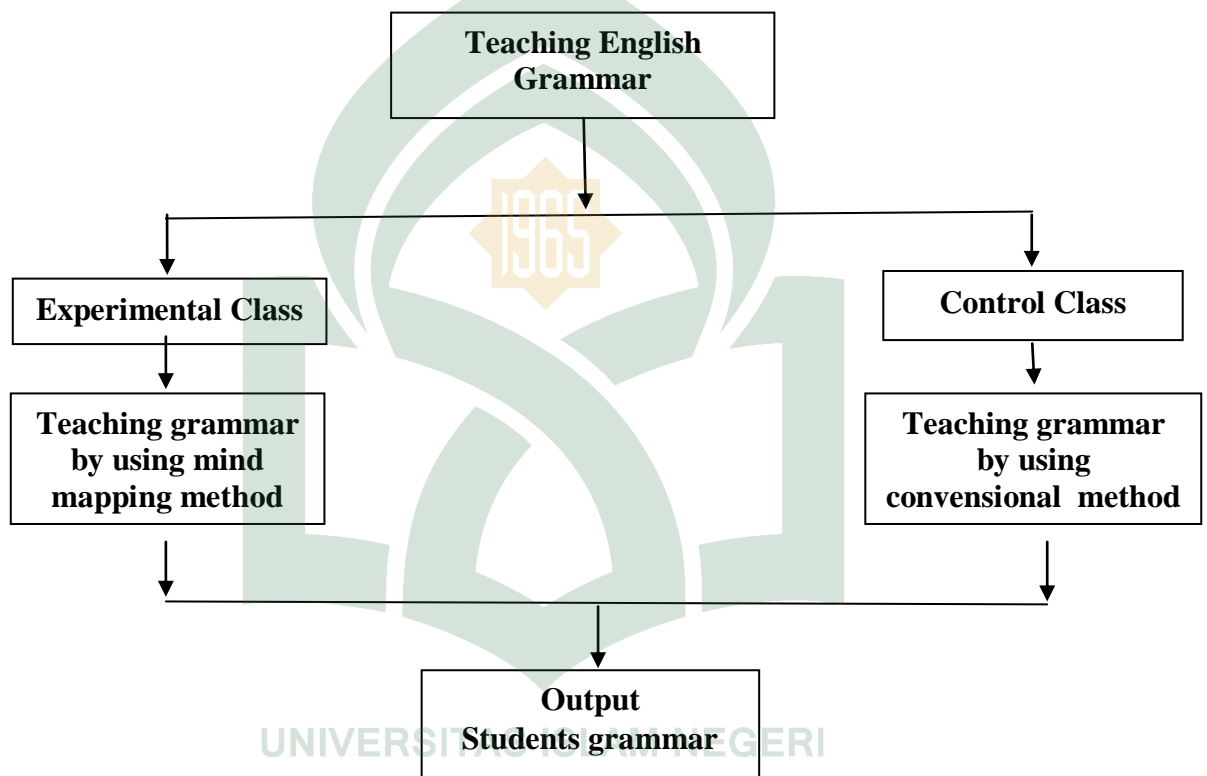 Teaching English
Grammar
1965
Experimental Class
Control Class
Teaching grammar
by using mind
mapping method
Teaching grammar
by using
convensional  method
Output
Students grammar
UNIVERSITAS ISLAM NEGERI